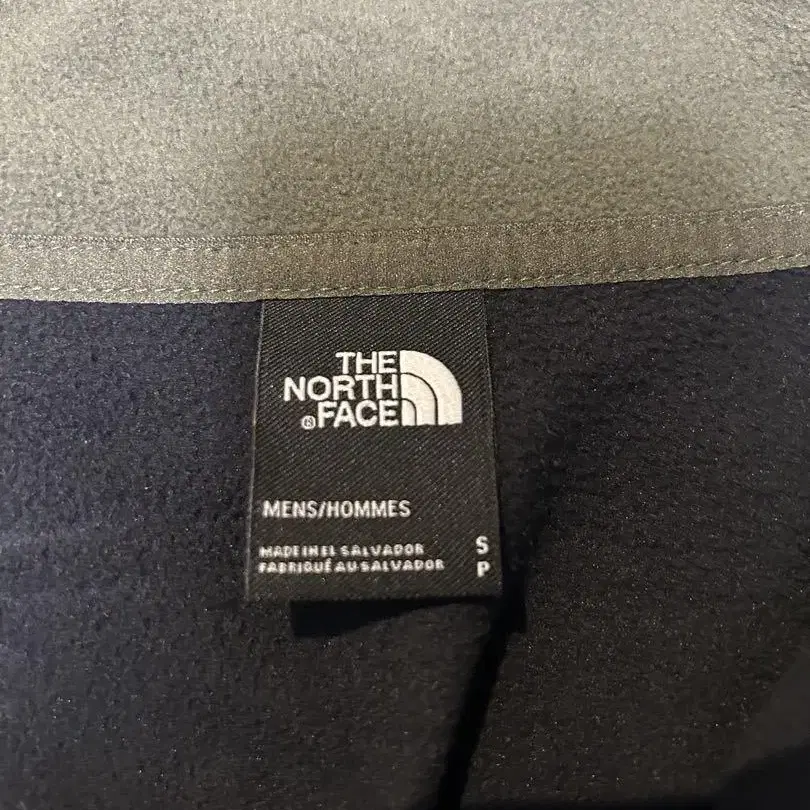 THE
NORTH
®FACE
MENS/HOMMES
MADE IN EL SALVADOR S
FABRIQUÉ AU SALVADOR P